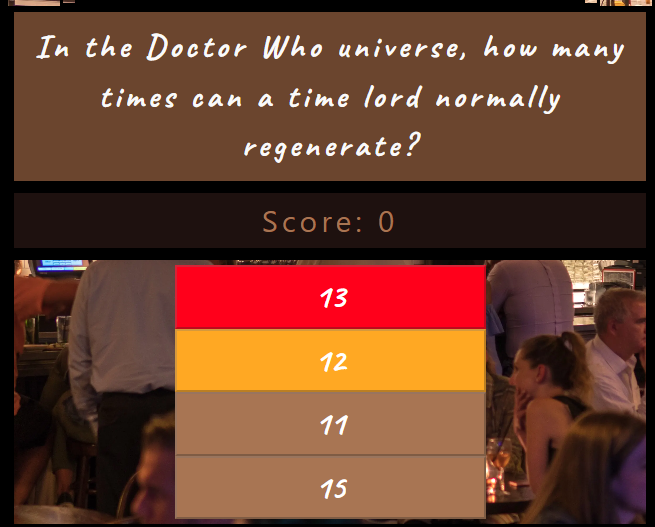 In the Doctor Who universe, how many
times can a time lord normally
regenerate?
Score: 0
13
12
11
15